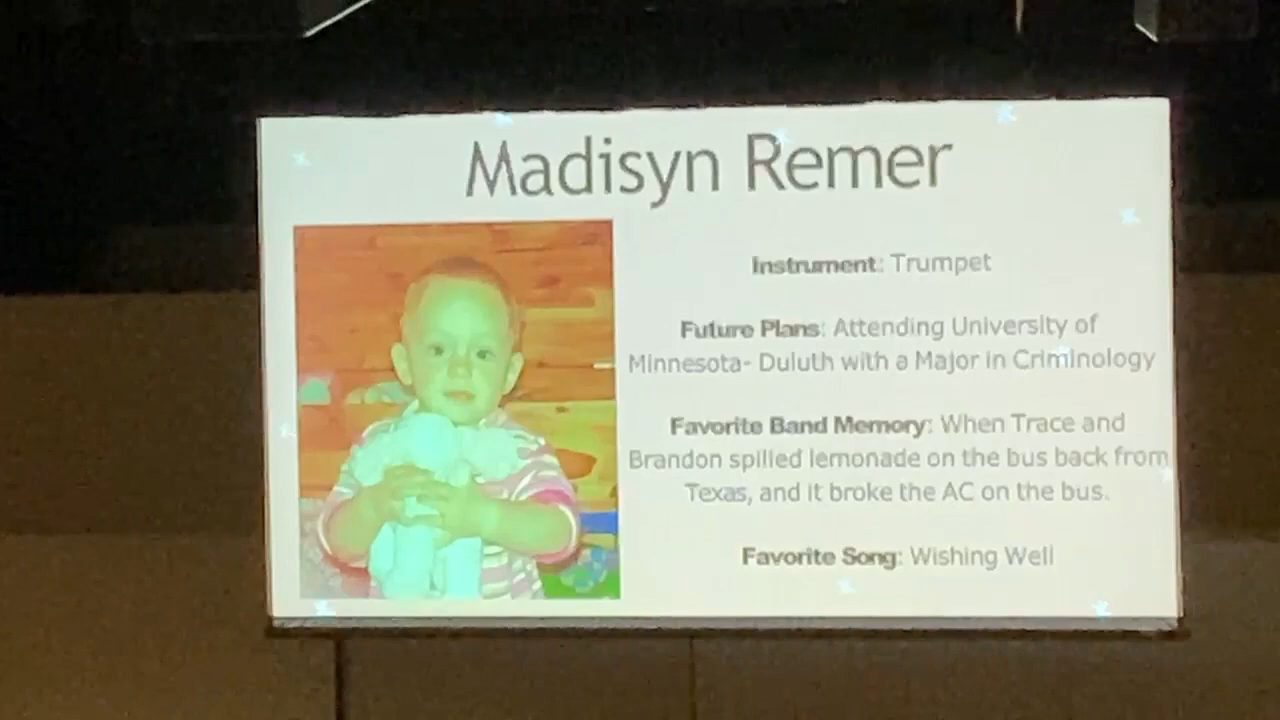 Madisyn Remer
Instrument: Trumpet
Future Plans: Attending University of
Minnesota- Duluth with a Major in Criminology
Favorite Band Memory: When Trace and
Brandon spilled lemonade on the bus back from
Texas, and it broke the AC on the bus.
Favorite Song: Wishing Well